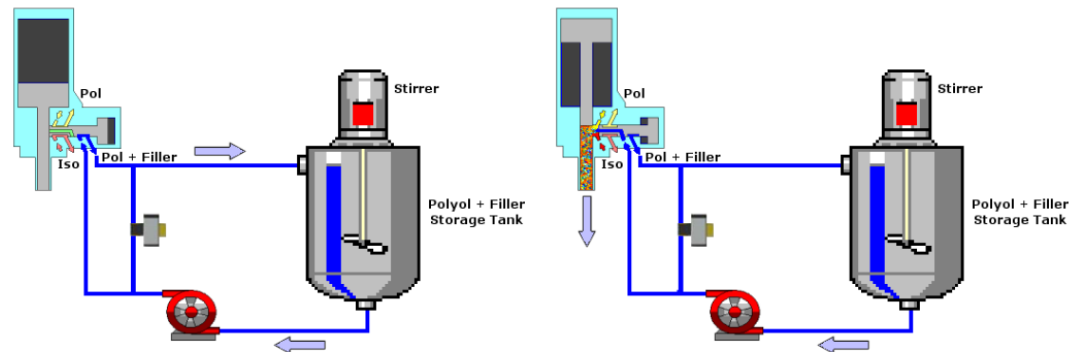 Pol
Stirrer
Iso
Pol + Filler
Polyol + Filler
Storage Tank
Pol
Stirrer
Iso
Pol + Filler
Polyol + Filler
Storage Tank